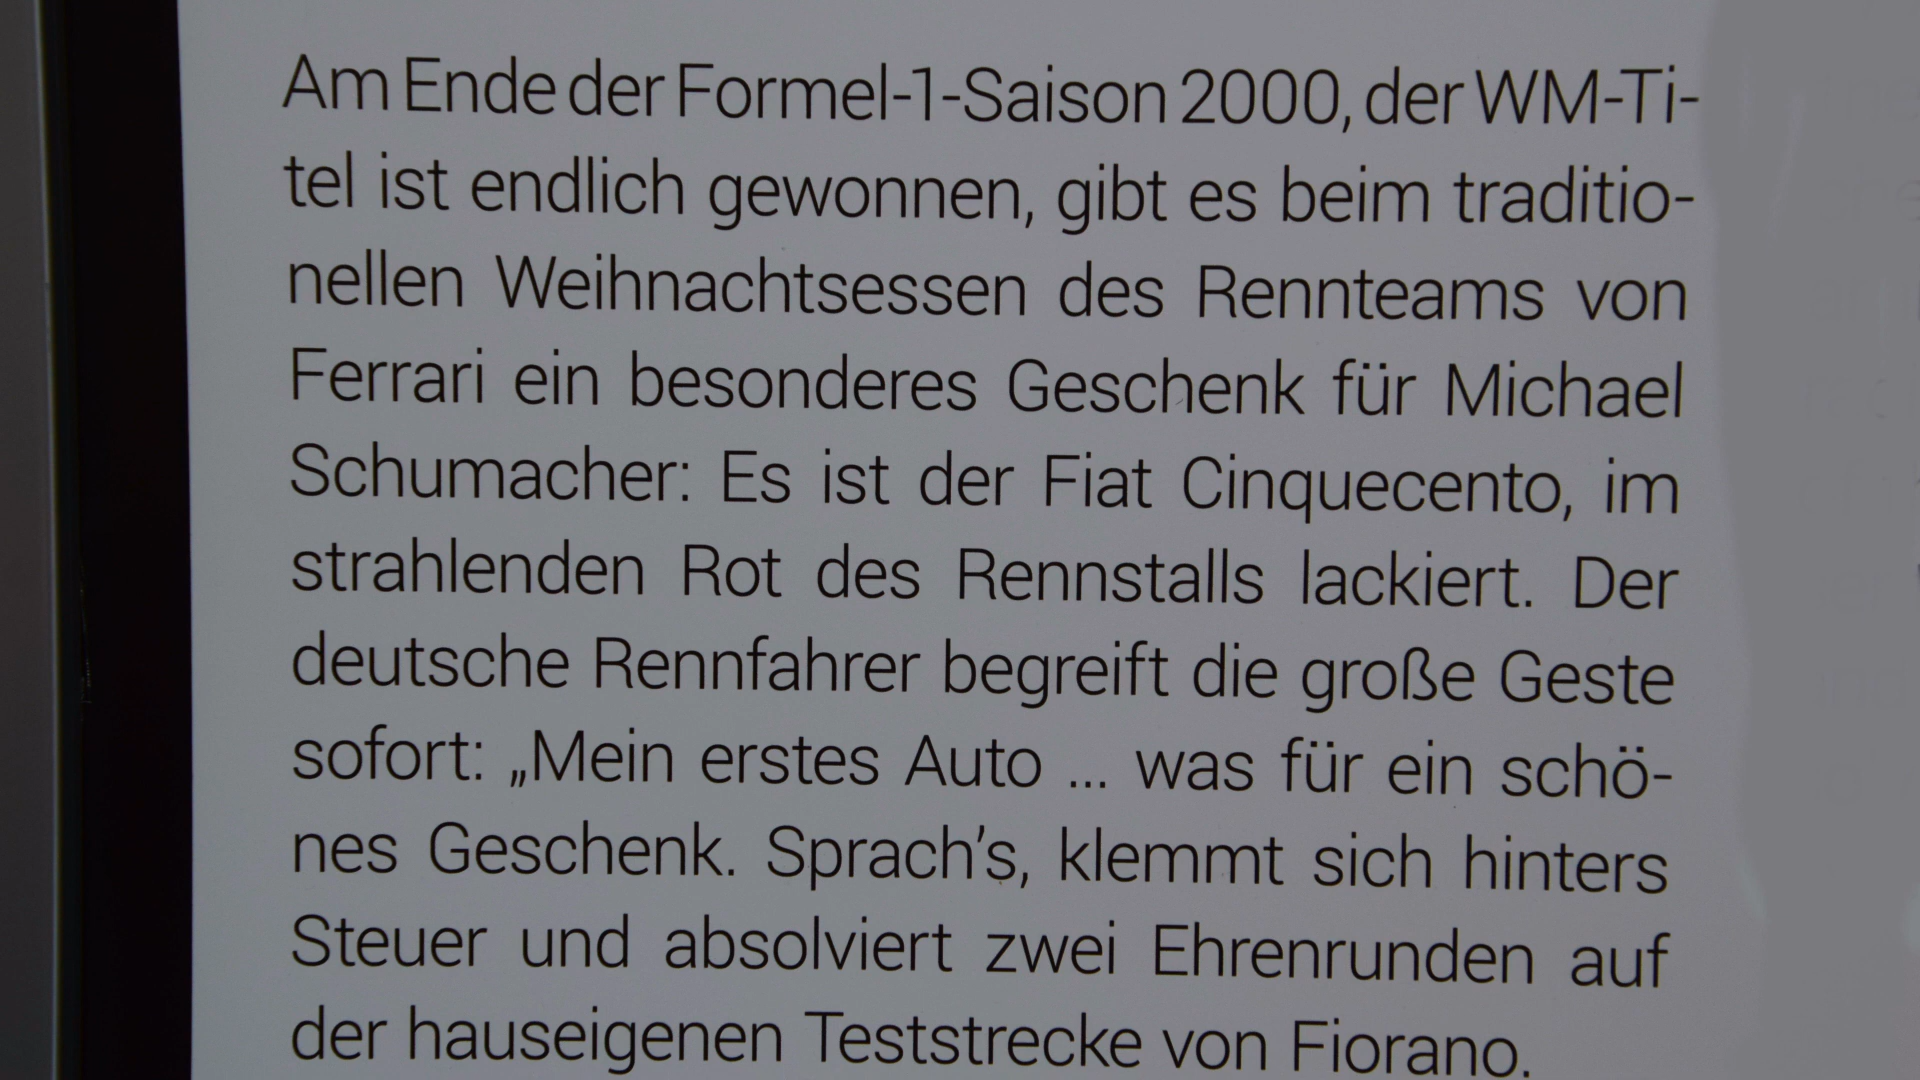 Am Ende der Formel-1-Saison 2000, der WM-Ti-
tel ist endlich gewonnen, gibt es beim traditio-
nellen Weihnachtsessen des Rennteams von
Ferrari ein besonderes Geschenk für Michael
Schumacher: Es ist der Fiat Cinquecento, im
strahlenden Rot des Rennstalls lackiert. Der
deutsche Rennfahrer begreift die große Geste
sofort: „Mein erstes Auto ... was für ein schö-
nes Geschenk. Sprach’s, klemmt sich hinters
Steuer und absolviert zwei Ehrenrunden auf
der hauseigenen Teststrecke von Fiorano.